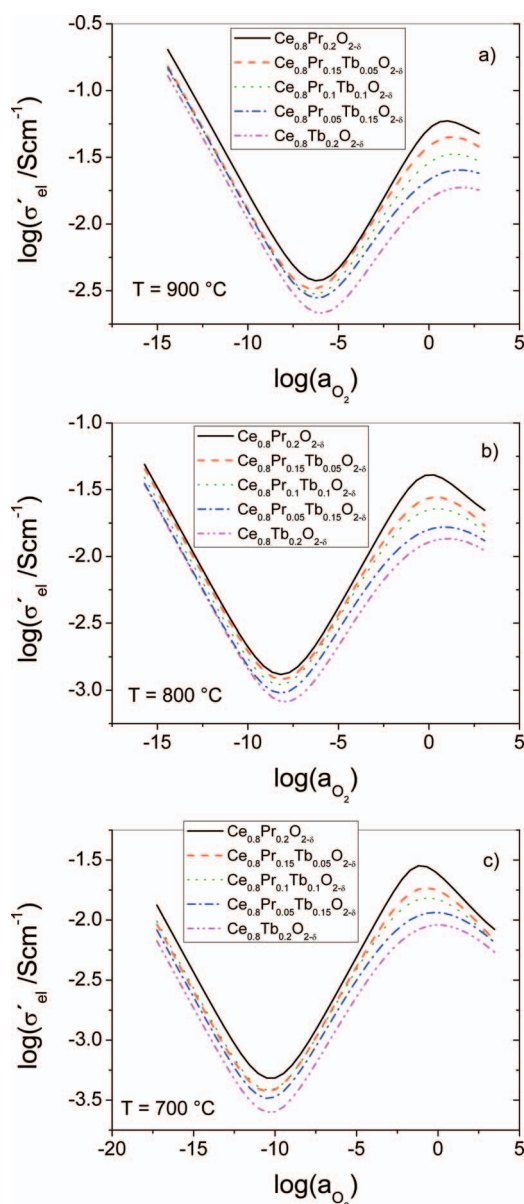 a)
Ce0.8Pr0.2O2-δ
Ce0.8Pr0.15Tb0.05O2-δ
Ce0.8Pr0.1Tb0.1O2-δ
Ce0.8Pr0.05Tb0.15O2-δ
Ce0.8Tb0.2O2-δ
T = 900 °C
log(σ´el /Scm-1)
-0.5
-1.0
-1.5
-2.0
-2.5
-15 -10 -5 0 5
log(aO2)
b)
Ce0.8Pr0.2O2-δ
Ce0.8Pr0.15Tb0.05O2-δ
Ce0.8Pr0.1Tb0.1O2-δ
Ce0.8Pr0.05Tb0.15O2-δ
Ce0.8Tb0.2O2-δ
T = 800 °C
log(σ´el /Scm-1)
-1.0
-1.5
-2.0
-2.5
-3.0
-15 -10 -5 0 5
log(aO2)
c)
Ce0.8Pr0.2O2-δ
Ce0.8Pr0.15Tb0.05O2-δ
Ce0.8Pr0.1Tb0.1O2-δ
Ce0.8Pr0.05Tb0.15O2-δ
Ce0.8Tb0.2O2-δ
T = 700 °C
log(σ´el /Scm-1)
-1.5
-2.0
-2.5
-3.0
-3.5
-20 -15 -10 -5 0 5
log(aO2)